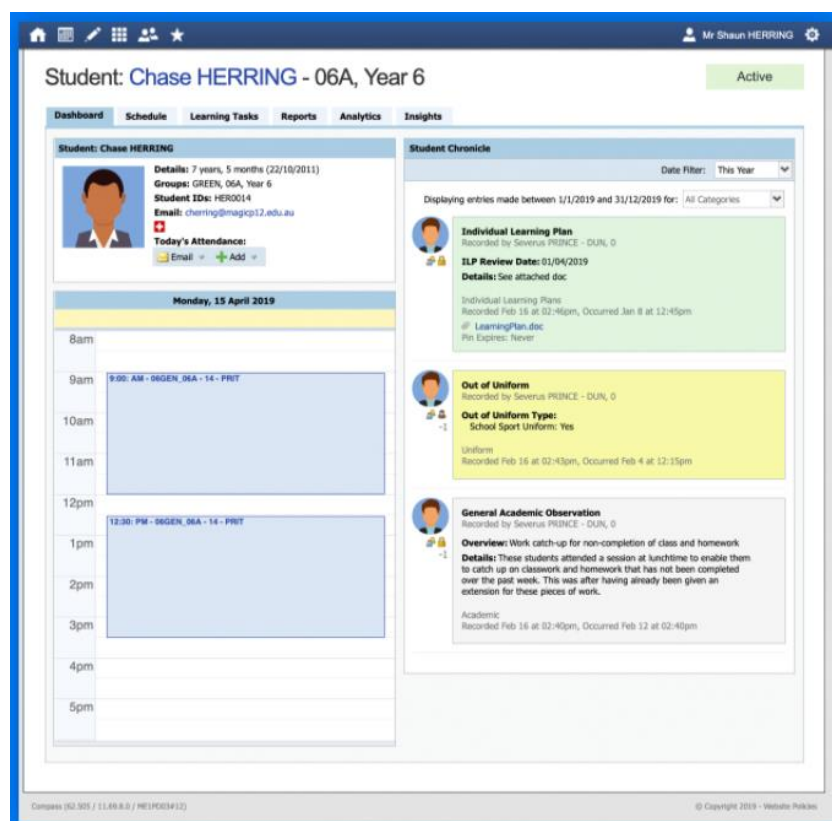 Mr Shaun HERRING
Student: Chase HERRING - 06A, Year 6
Active
Dashboard Schedule Learning Tasks Reports Analytics Insights
Student: Chase HERRING
Details: 7 years, 5 months (22/10/2011)
Groups: GREEN, 06A, Year 6
Student IDs: HER0014
Email: cherring@magicp12.edu.au
Today's Attendance:
Email Add
Monday, 15 April 2019
8am
9am
9:00: AM - 06GEN_06A - 14 - PRIT
10am
11am
12pm
12:30: PM - 06GEN_06A - 14 - PRIT
1pm
2pm
3pm
4pm
5pm
Student Chronicle
Date Filter: This Year
Displaying entries made between 1/1/2019 and 31/12/2019 for: All Categories
Individual Learning Plan
Recorded by Severus PRINCE - DUN, 0
ILP Review Date: 01/04/2019
Details: See attached doc
Individual Learning Plans
Recorded Feb 16 at 02:46pm, Occurred Jan 8 at 12:45pm
LearningPlan.doc
Pin Expires: Never
Out of Uniform
Recorded by Severus PRINCE - DUN, 0
Out of Uniform Type:
School Sport Uniform: Yes
-1
Uniform
Recorded Feb 16 at 02:43pm, Occurred Feb 4 at 12:15pm
General Academic Observation
Recorded by Severus PRINCE - DUN, 0
Overview: Work catch-up for non-completion of class and homework
-1
Details: These students attended a session at lunchtime to enable them
to catch up on classwork and homework that has not been completed
over the past week. This was after having already been given an
extension for these pieces of work.
Academic
Recorded Feb 16 at 02:40pm, Occurred Feb 12 at 02:40pm
Compass
© Copyright 2019 - Website Policies